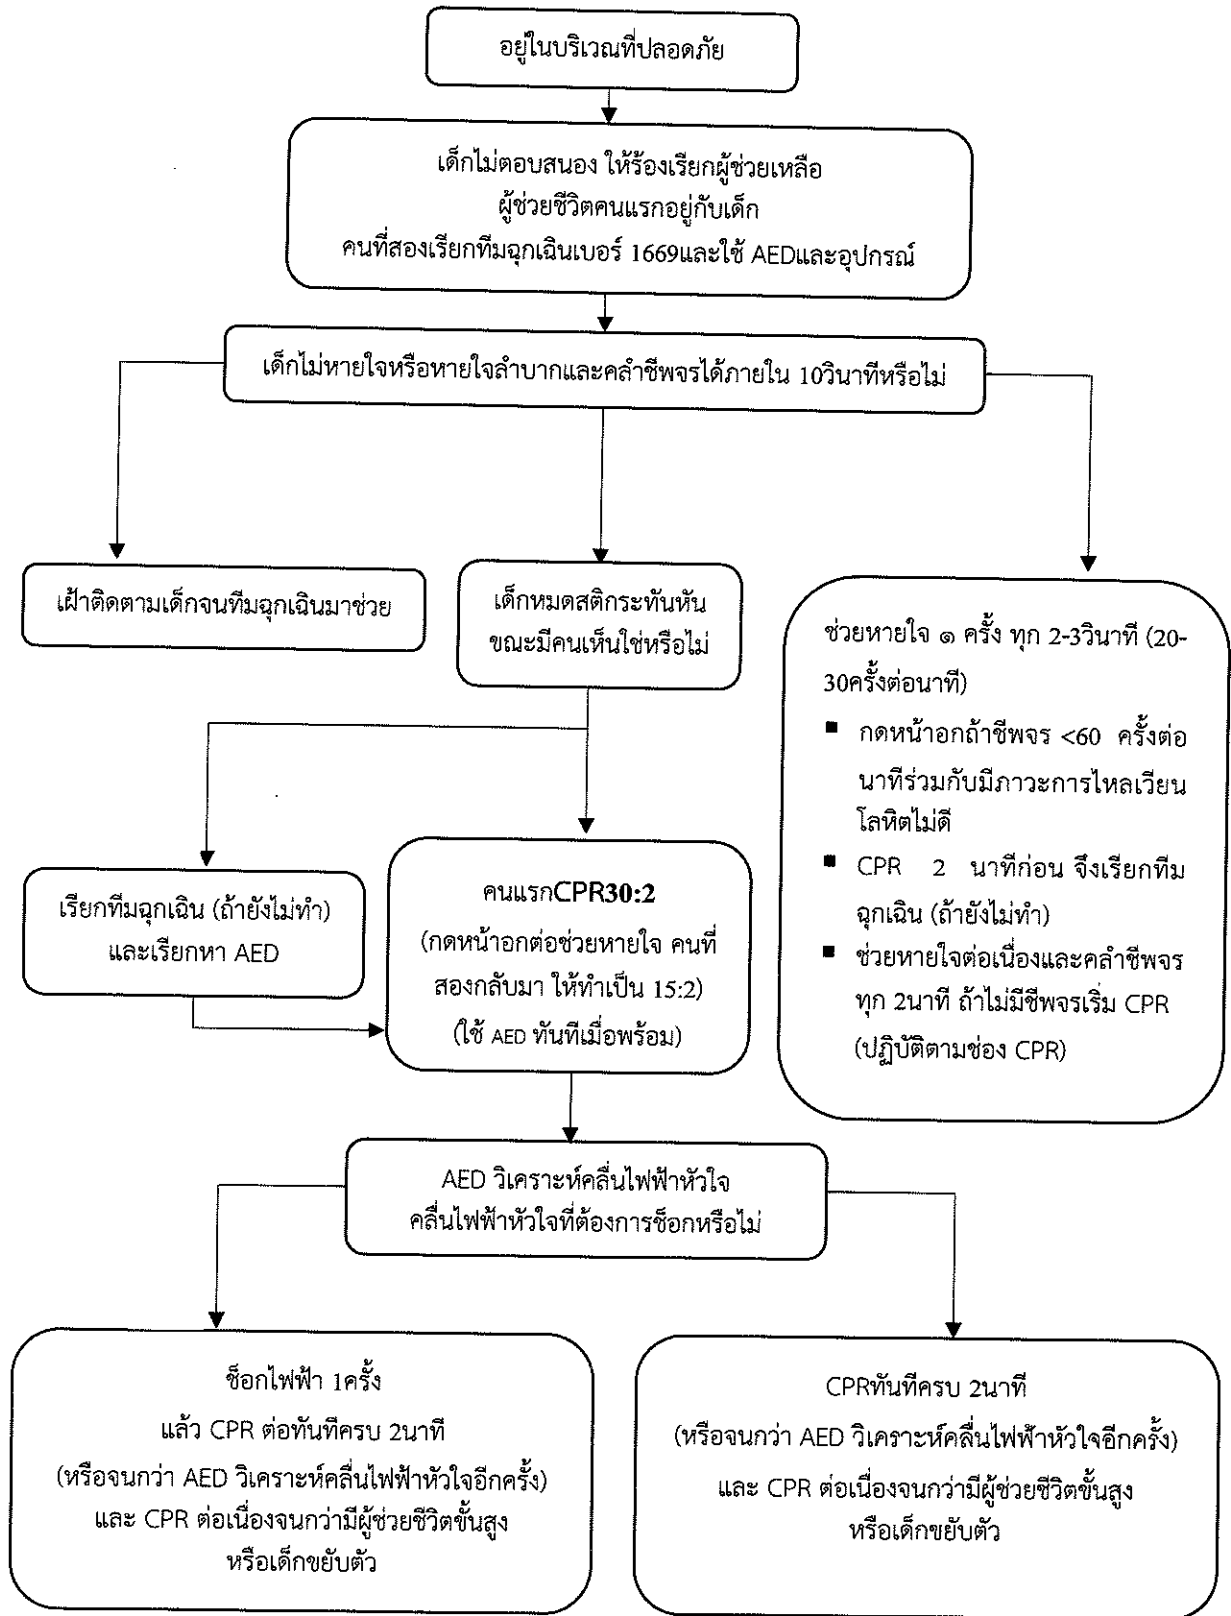 อยู่ในบริเวณที่ปลอดภัย
เด็กไม่ตอบสนอง ให้ร้องเรียกผู้ช่วยเหลือ
ผู้ช่วยชีวิตคนแรกอยู่กับเด็ก
คนที่สองเรียกทีมฉุกเฉินเบอร์ 1669และใช้ AEDและอุปกรณ์
เด็กไม่หายใจหรือหายใจลำบากและคลำชีพจรได้ภายใน 10วินาทีหรือไม่
เฝ้าติดตามเด็กจนทีมฉุกเฉินมาช่วย
เด็กหมดสติกระทันหัน
ขณะมีคนเห็นใช่หรือไม่
ช่วยหายใจ ๑ ครั้ง ทุก 2-3วินาที (20-
30ครั้งต่อนาที)
▪ กดหน้าอกถ้าชีพจร <60 ครั้งต่อ
นาทีร่วมกับมีภาวะการไหลเวียน
โลหิตไม่ดี
▪ CPR 2 นาทีก่อน จึงเรียกทีม
ฉุกเฉิน (ถ้ายังไม่ทำ)
▪ ช่วยหายใจต่อเนื่องและคลำชีพจร
ทุก 2นาที ถ้าไม่มีชีพจรเริ่ม CPR
(ปฏิบัติตามช่อง CPR)
เรียกทีมฉุกเฉิน (ถ้ายังไม่ทำ)
และเรียกหา AED
คนแรกCPR30:2
(กดหน้าอกต่อช่วยหายใจ คนที่
สองกลับมา ให้ทำเป็น 15:2)
(ใช้ AED ทันทีเมื่อพร้อม)
AED วิเคราะห์คลื่นไฟฟ้าหัวใจ
คลื่นไฟฟ้าหัวใจที่ต้องการช็อกหรือไม่
ช็อกไฟฟ้า 1ครั้ง
แล้ว CPR ต่อทันทีครบ 2นาที
(หรือจนกว่า AED วิเคราะห์คลื่นไฟฟ้าหัวใจอีกครั้ง)
และ CPR ต่อเนื่องจนกว่ามีผู้ช่วยชีวิตขั้นสูง
หรือเด็กขยับตัว
CPRทันทีครบ 2นาที
(หรือจนกว่า AED วิเคราะห์คลื่นไฟฟ้าหัวใจอีกครั้ง)
และ CPR ต่อเนื่องจนกว่ามีผู้ช่วยชีวิตขั้นสูง
หรือเด็กขยับตัว